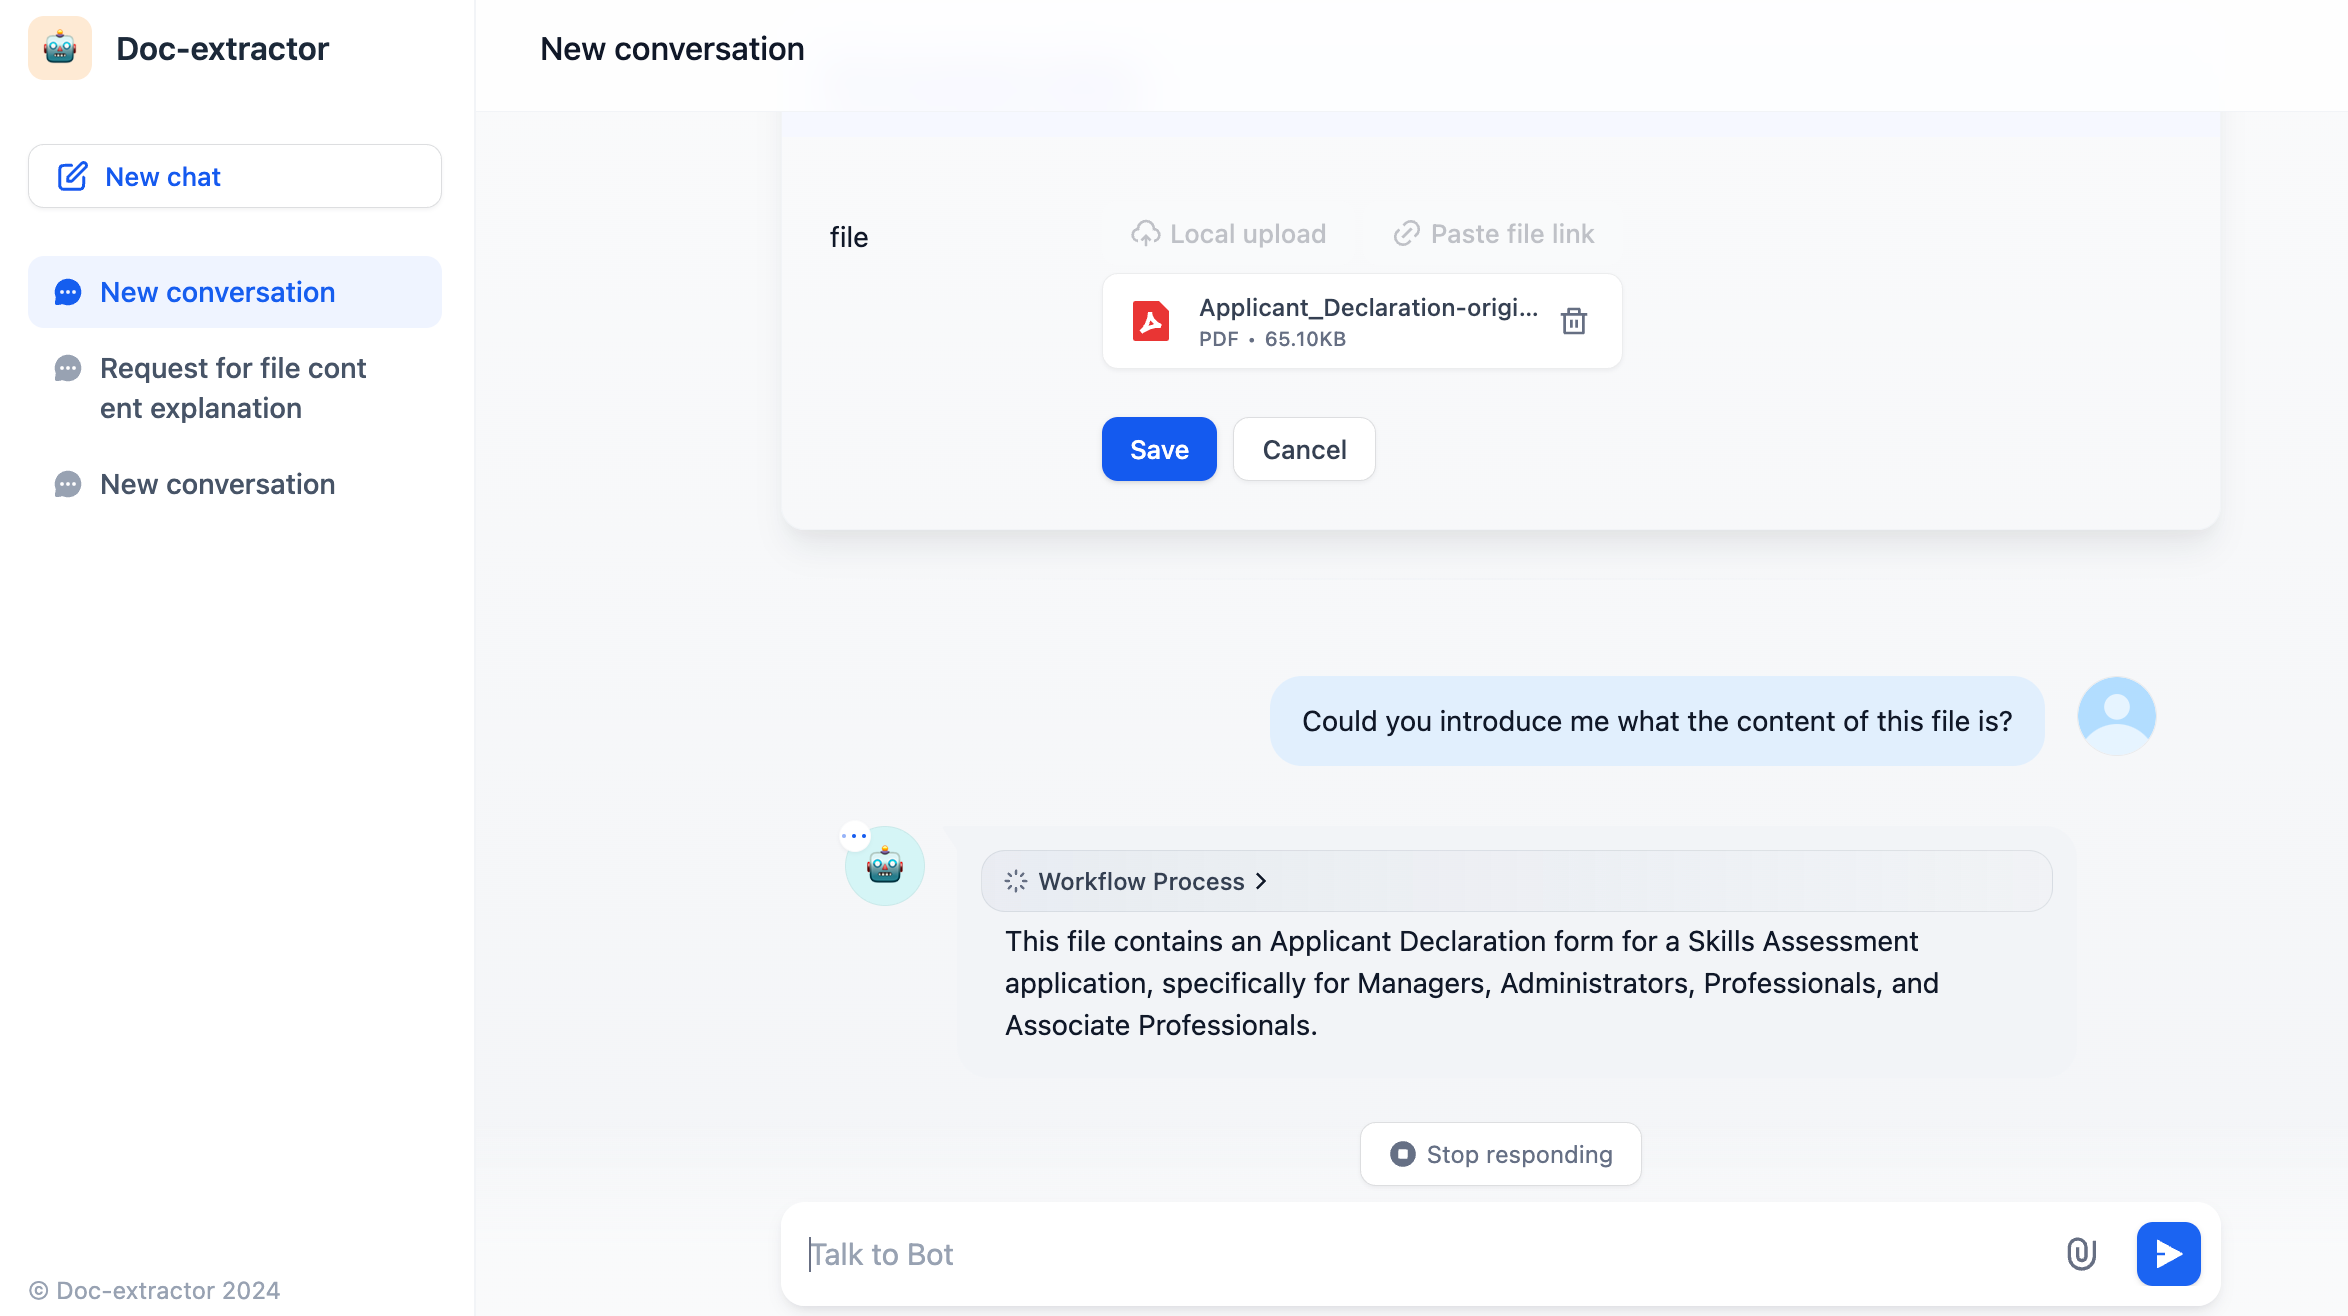 Doc-extractor
New chat
New conversation
Request for file cont
ent explanation
New conversation
© Doc-extractor 2024
New conversation
file
Local upload
Paste file link
Applicant_Declaration-origi...
PDF • 65.10KB
Save
Cancel
Could you introduce me what the content of this file is?
Workflow Process
This file contains an Applicant Declaration form for a Skills Assessment
application, specifically for Managers, Administrators, Professionals, and
Associate Professionals.
Stop responding
Talk to Bot